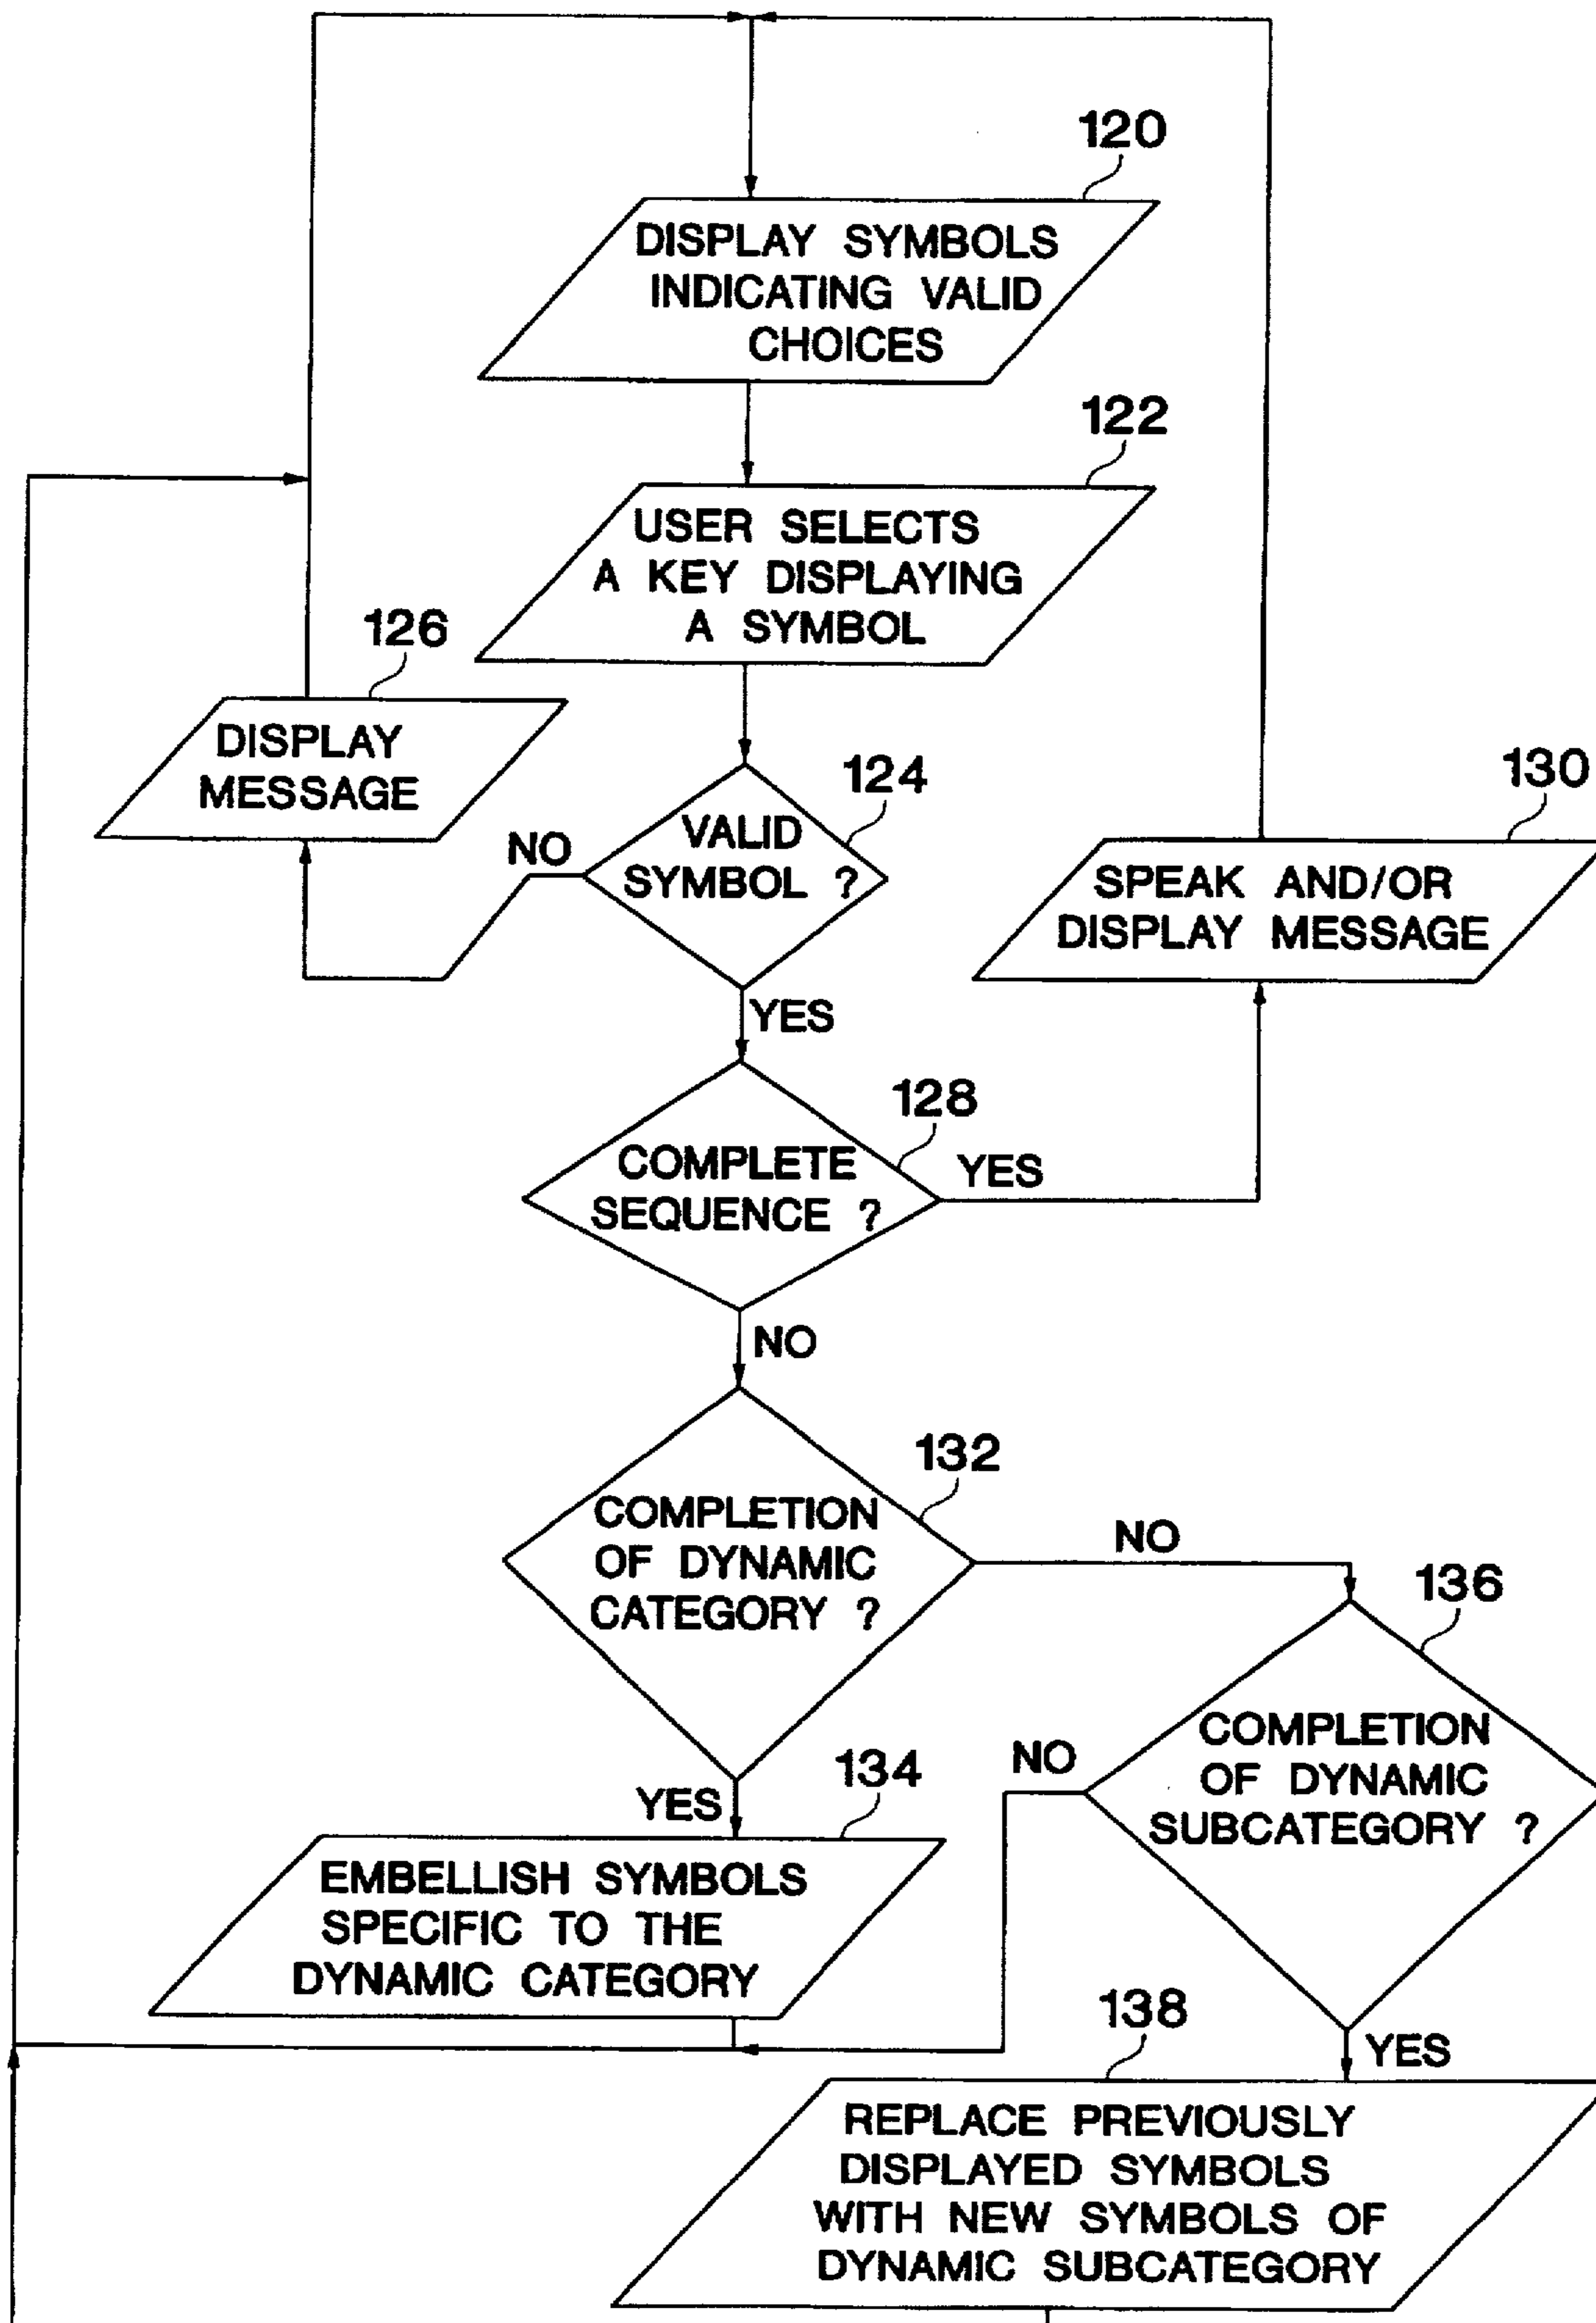 120
DISPLAY SYMBOLS
INDICATING VALID
CHOICES
122
USER SELECTS
A KEY DISPLAYING
A SYMBOL
126
DISPLAY
MESSAGE
124
VALID
SYMBOL ?
NO
YES
130
SPEAK AND/OR
DISPLAY MESSAGE
128
COMPLETE
SEQUENCE ?
YES
NO
132
COMPLETION
OF DYNAMIC
CATEGORY ?
NO
YES
136
COMPLETION
OF DYNAMIC
SUBCATEGORY ?
NO
YES
134
EMBELLISH SYMBOLS
SPECIFIC TO THE
DYNAMIC CATEGORY
138
REPLACE PREVIOUSLY
DISPLAYED SYMBOLS
WITH NEW SYMBOLS OF
DYNAMIC SUBCATEGORY